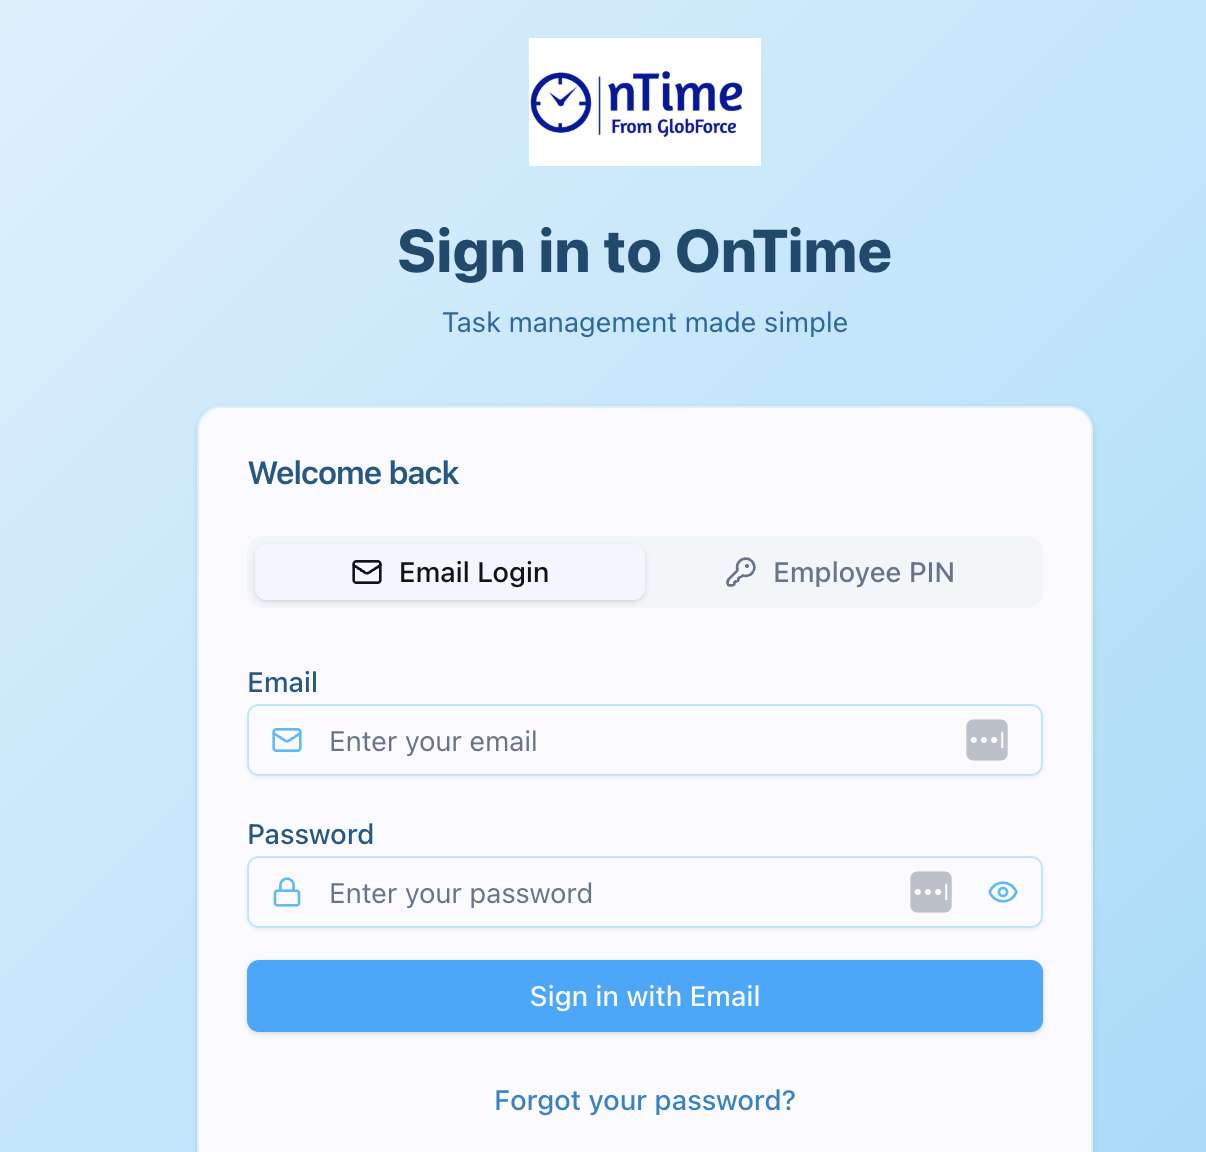 nTime
From GlobForce
Sign in to OnTime
Task management made simple
Welcome back
Email Login
Employee PIN
Email
Enter your email
Password
Enter your password
Sign in with Email
Forgot your password?